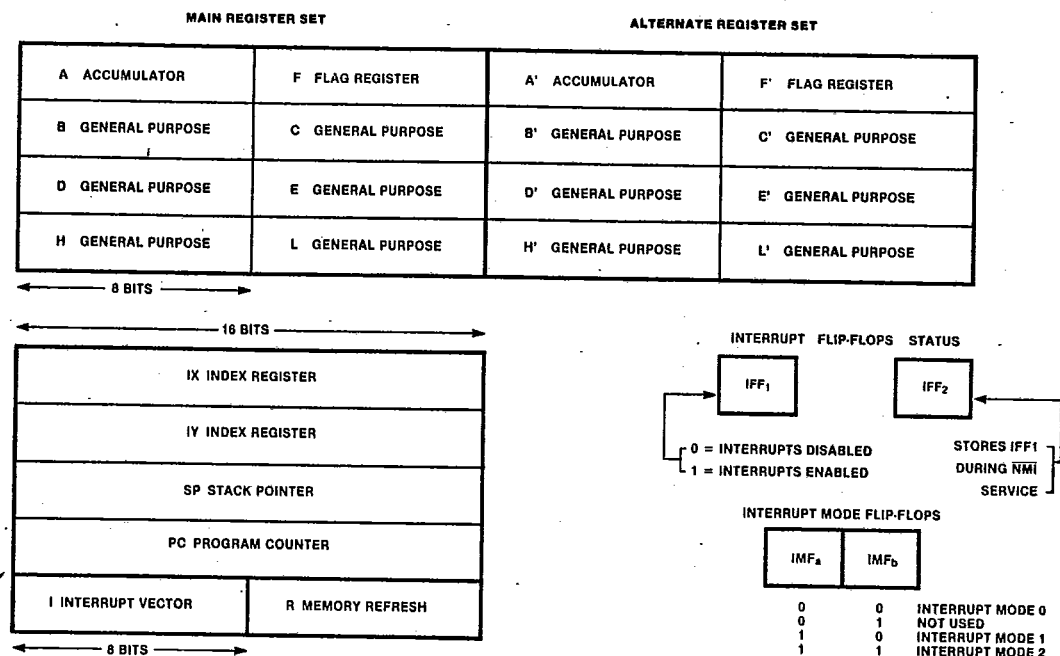 MAIN REGISTER SET
ALTERNATE REGISTER SET
A ACCUMULATOR
F FLAG REGISTER
A' ACCUMULATOR
F' FLAG REGISTER
B GENERAL PURPOSE
C GENERAL PURPOSE
B' GENERAL PURPOSE
C' GENERAL PURPOSE
D GENERAL PURPOSE
E GENERAL PURPOSE
D' GENERAL PURPOSE
E' GENERAL PURPOSE
H GENERAL PURPOSE
L GENERAL PURPOSE
H' GENERAL PURPOSE
L' GENERAL PURPOSE
8 BITS
16 BITS
IX INDEX REGISTER
IY INDEX REGISTER
SP STACK POINTER
PC PROGRAM COUNTER
I INTERRUPT VECTOR
R MEMORY REFRESH
8 BITS
INTERRUPT FLIP-FLOPS STATUS
IFF1
IFF2
0 = INTERRUPTS DISABLED
1 = INTERRUPTS ENABLED
STORES IFF1
DURING NMI
SERVICE
INTERRUPT MODE FLIP-FLOPS
IMFa
IMFb
0 0 INTERRUPT MODE 0
0 1 NOT USED
1 0 INTERRUPT MODE 1
1 1 INTERRUPT MODE 2